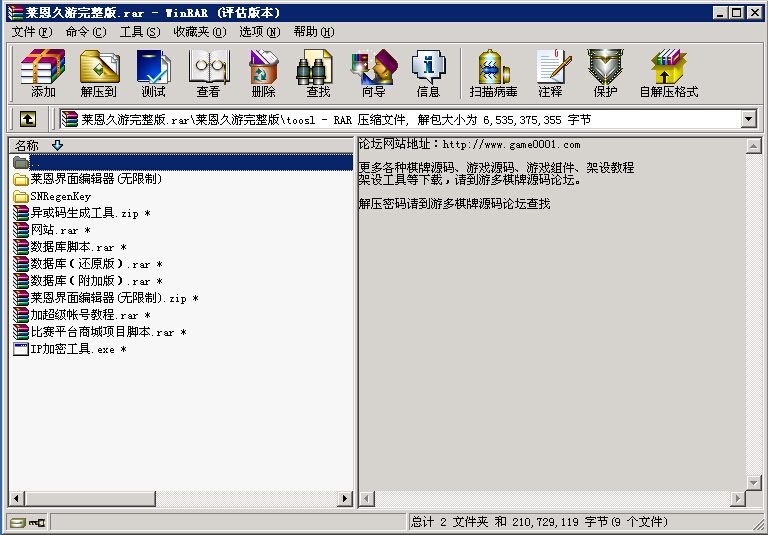 莱恩久游完整版.rar - WinRAR (评估版本)
文件(F) 命令(C) 工具(S) 收藏夹(O) 选项(N) 帮助(H)
添加 解压到 测试 查看 删除 查找 向导 信息 扫描病毒 注释 保护 自解压格式
莱恩久游完整版.rar\莱恩久游完整版\toosl - RAR 压缩文件, 解包大小为 6,535,375,355 字节
名称
..
莱恩界面编辑器(无限制)
SNRegenKey
异或码生成工具.zip *
网站.rar *
数据库脚本.rar *
数据库(还原版).rar *
数据库(附加版).rar *
莱恩界面编辑器(无限制).zip *
加超级帐号教程.rar *
比赛平台商城项目脚本.rar *
IP加密工具.exe *
论坛网站地址：http://www.game0001.com
更多各种棋牌源码、游戏源码、游戏组件、架设教程
架设工具等下载，请到游多棋牌源码论坛。
解压密码请到游多棋牌源码论坛查找
总计 2 文件夹 和 210,729,119 字节(9 个文件)